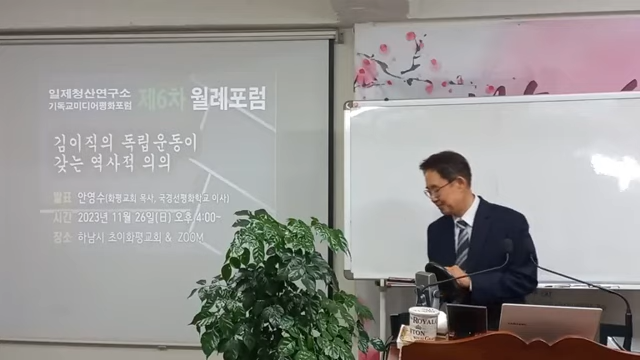 일제청산연구소
기독교미디어평화포럼
제6차 월례포럼
김이직의 독립운동이
갖는 역사적 의의
발표 안영수(화평교회 목사, 국경선평화학교 이사)
시간 2023년 11월 26일(일) 오후 4:00~
장소 하남시 초이화평교회 & ZOOM
ROYAL